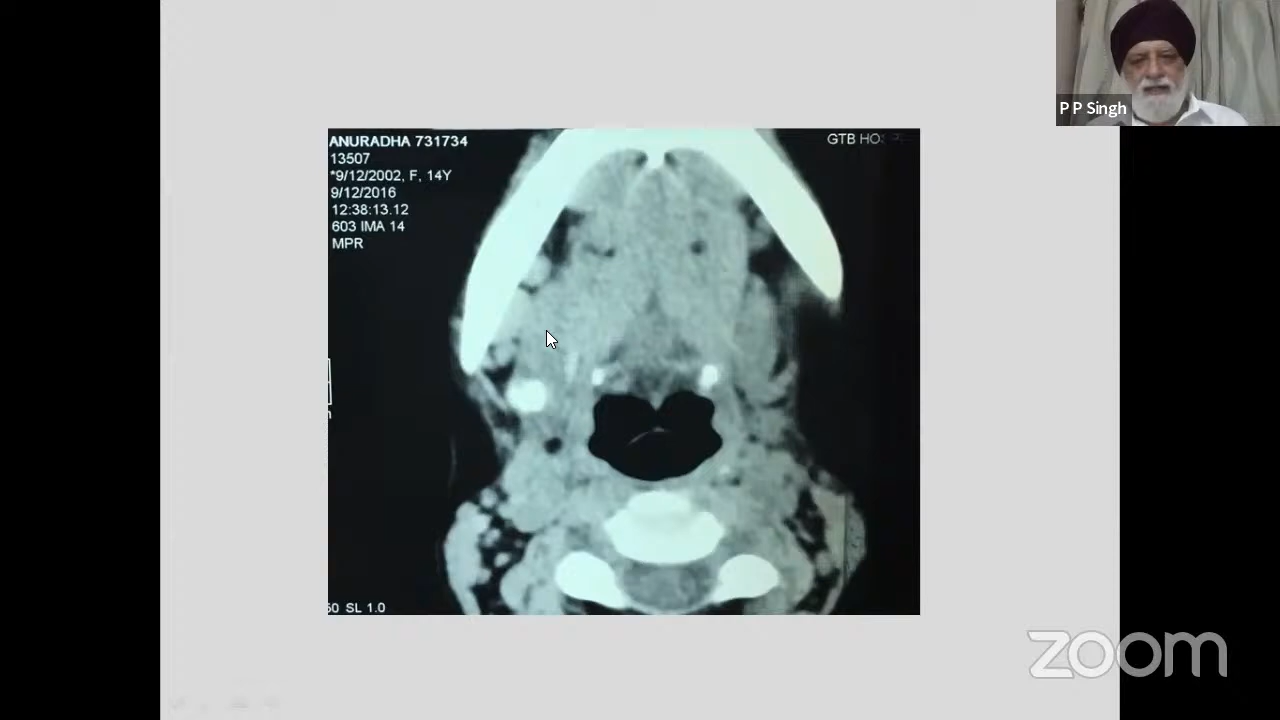 ANURADHA 731734
13507
*9/12/2002, F, 14Y
9/12/2016
12:38:13.12
603 IMA 14
MPR
GTB HO
SL 1.0
P P Singh
zoom